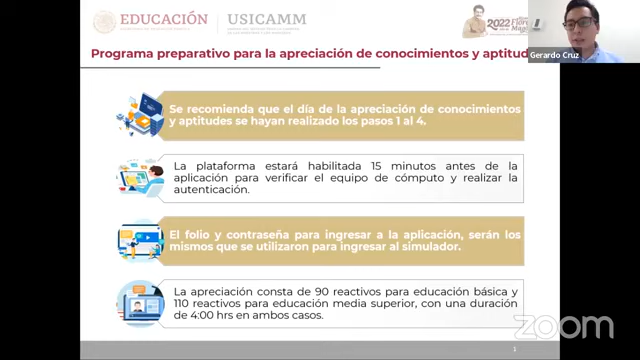 EDUCACIÓN
USICAMM
2022 Flores
Magón
Gerardo Cruz
Programa preparativo para la apreciación de conocimientos y aptitud
Se recomienda que el día de la apreciación de conocimientos
y aptitudes se hayan realizado los pasos 1 al 4.
La plataforma estará habilitada 15 minutos antes de la
aplicación para verificar el equipo de cómputo y realizar la
autenticación.
El folio y contraseña para ingresar a la aplicación, serán los
mismos que se utilizaron para ingresar al simulador.
La apreciación consta de 90 reactivos para educación básica y
110 reactivos para educación media superior, con una duración
de 4:00 hrs en ambos casos.
zoom